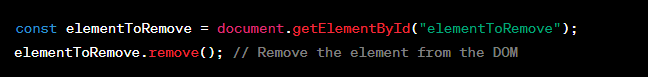 const elementToRemove = document.getElementById("elementToRemove");
elementToRemove.remove(); // Remove the element from the DOM